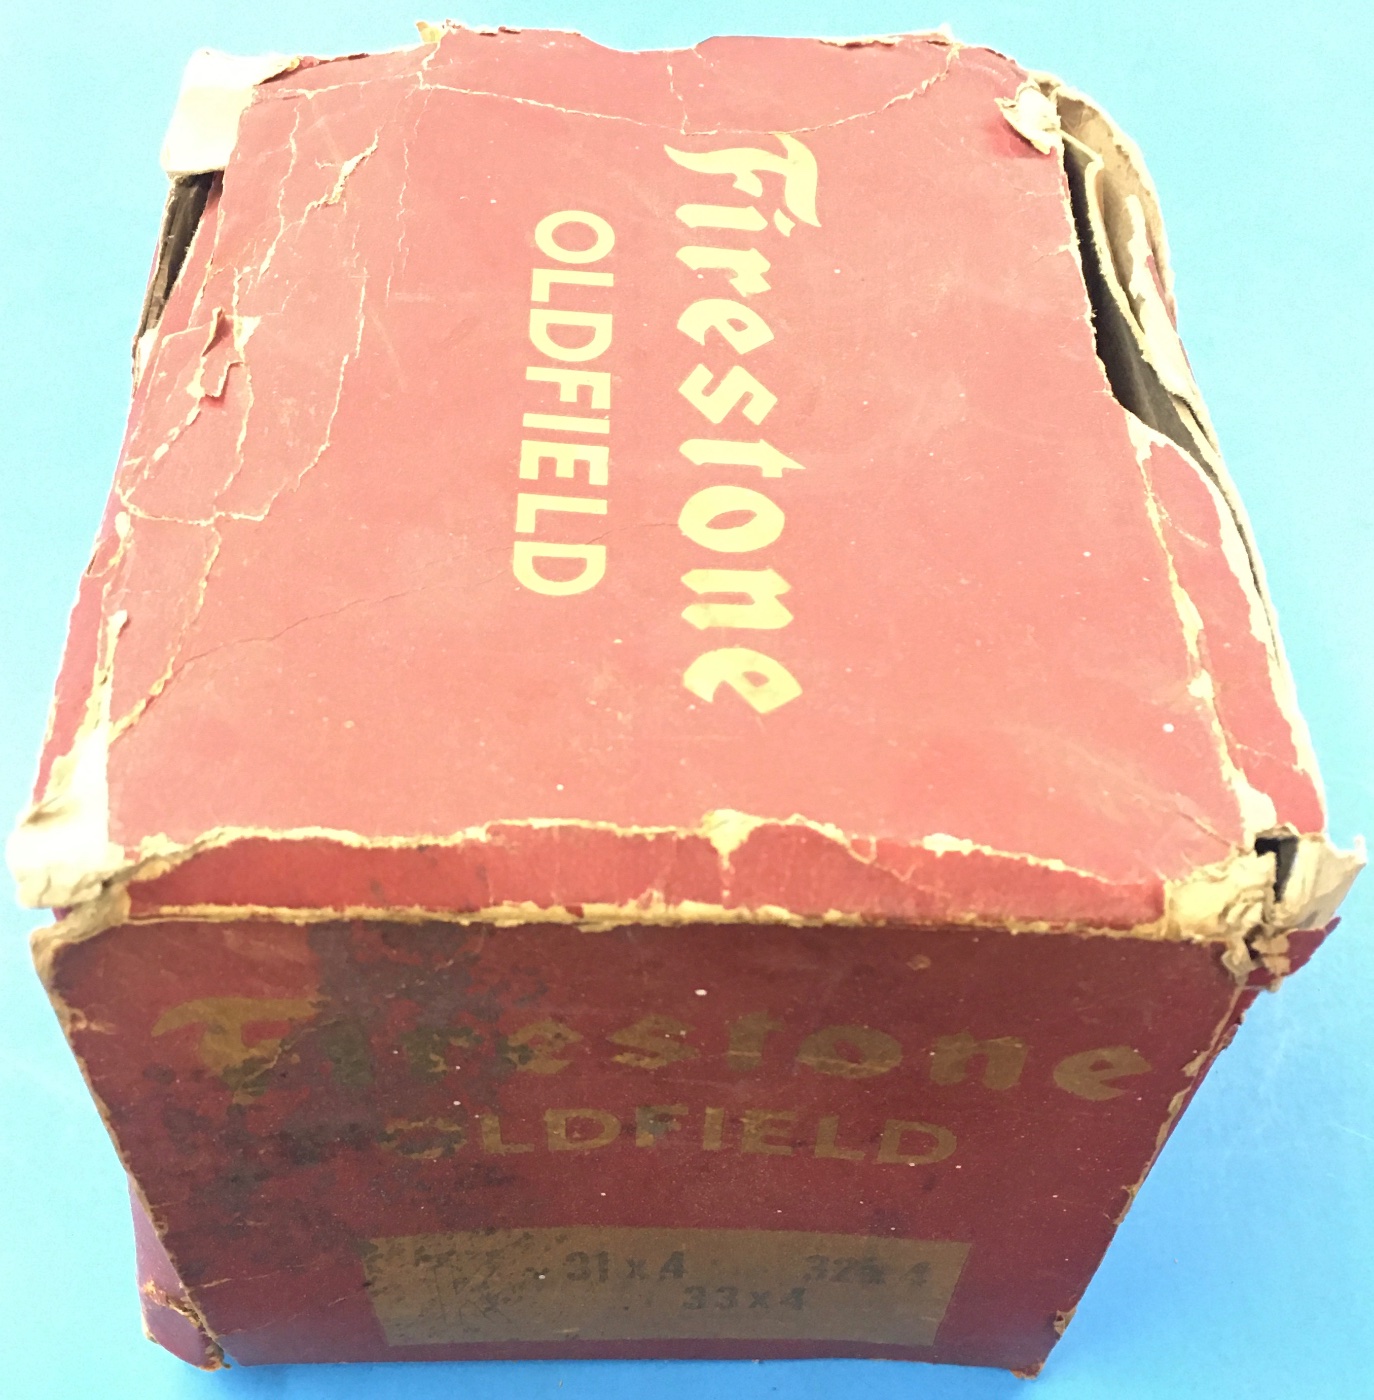 Firestone
OLDFIELD
Firestone
OLDFIELD
31 x 4
33 x 4